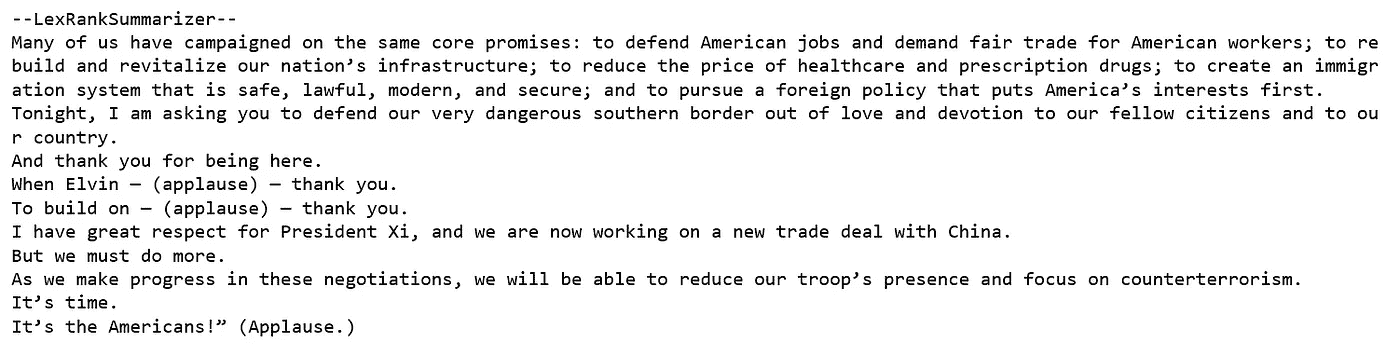 --LexRankSummarizer--
Many of us have campaigned on the same core promises: to defend American jobs and demand fair trade for American workers; to re
build and revitalize our nation’s infrastructure; to reduce the price of healthcare and prescription drugs; to create an immigr
ation system that is safe, lawful, modern, and secure; and to pursue a foreign policy that puts America’s interests first.
Tonight, I am asking you to defend our very dangerous southern border out of love and devotion to our fellow citizens and to ou
r country.
And thank you for being here.
When Elvin — (applause) — thank you.
To build on — (applause) — thank you.
I have great respect for President Xi, and we are now working on a new trade deal with China.
But we must do more.
As we make progress in these negotiations, we will be able to reduce our troop’s presence and focus on counterterrorism.
It’s time.
It’s the Americans!” (Applause.)